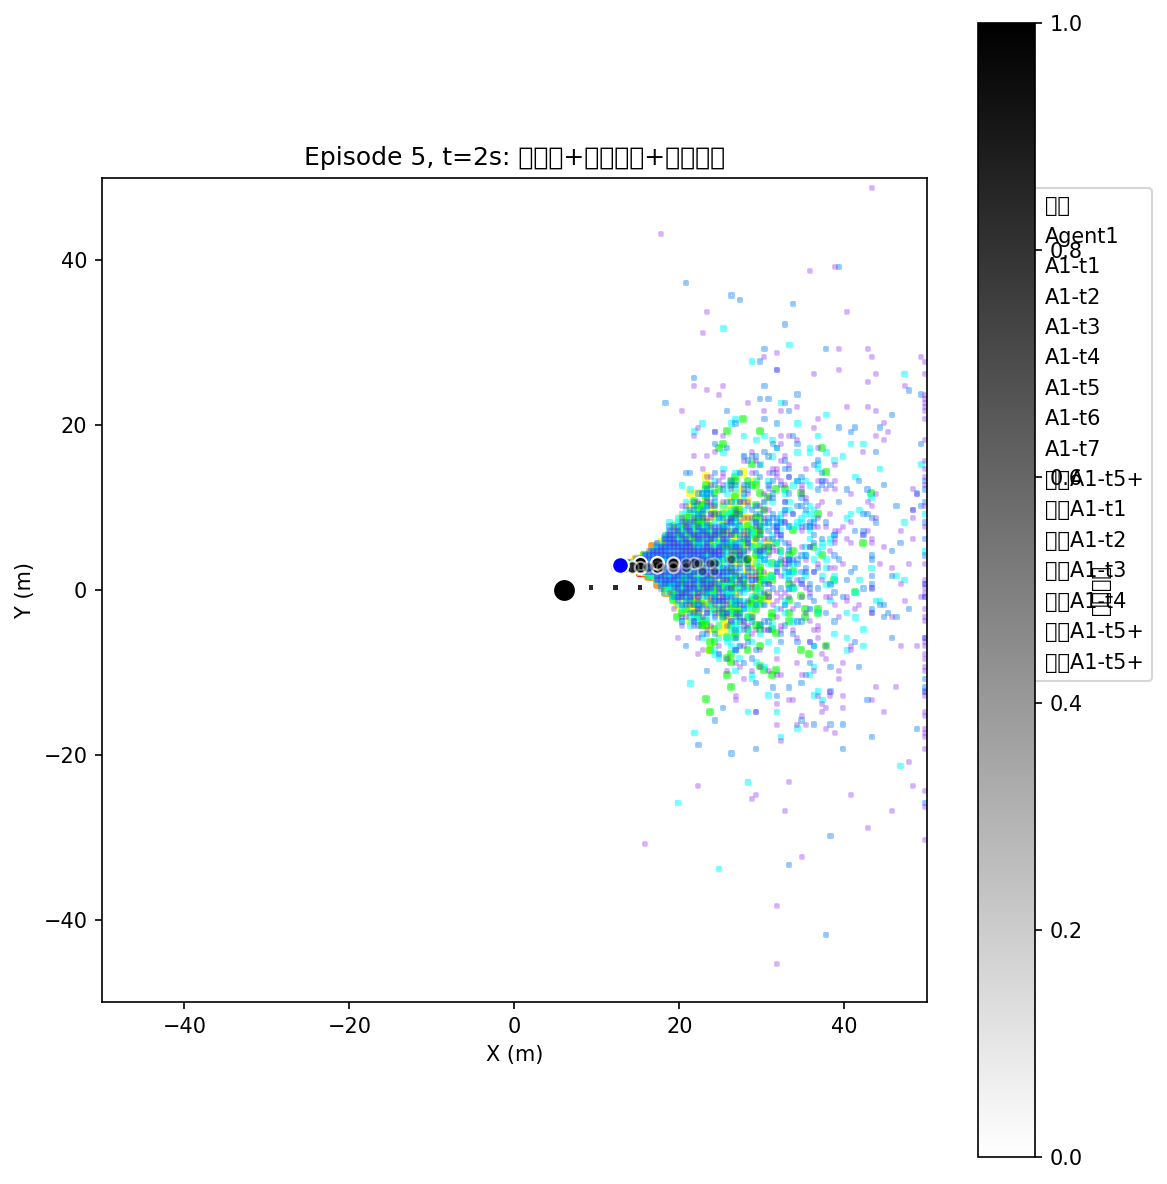 Episode 5, t=2s: □□□+□□□□+□□□□
40
20
0
−20
−40
Y (m)
−40
−20
0
20
40
X (m)
1.0
0.8
0.6
0.4
0.2
0.0
□□□
□□
Agent1
A1-t1
A1-t2
A1-t3
A1-t4
A1-t5
A1-t6
A1-t7
□□A1-t5+
□□A1-t1
□□A1-t2
□□A1-t3
□□A1-t4
□□A1-t5+
□□A1-t5+